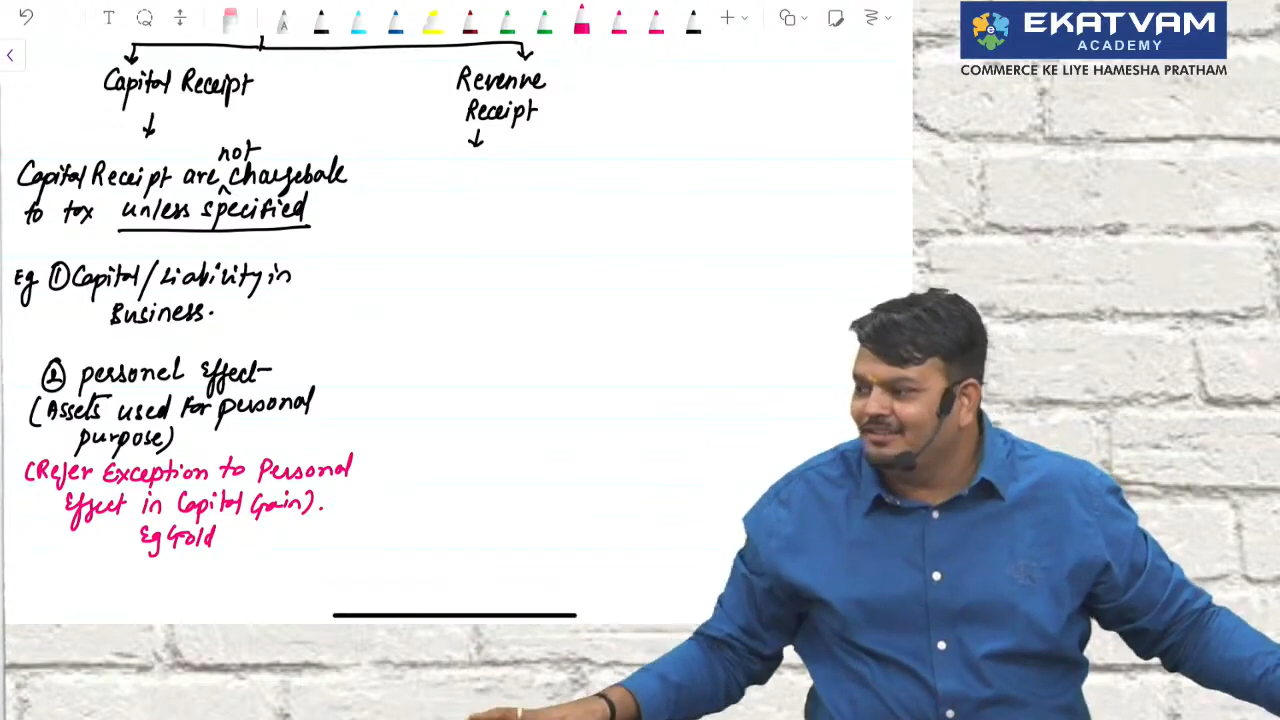 EKATVAM
ACADEMY
COMMERCE KE LIYE HAMESHA PRATHAM
Capital Receipt
Revenue
Receipt
not
Capital Receipt are ^ chargebale
to tax unless specified
Eg ① Capital / Liability in
Business.
② personel Effect-
(Assets used For personal
purpose)
(Refer Exception to Personal
Effect in Capital Gain).
Eg Gold